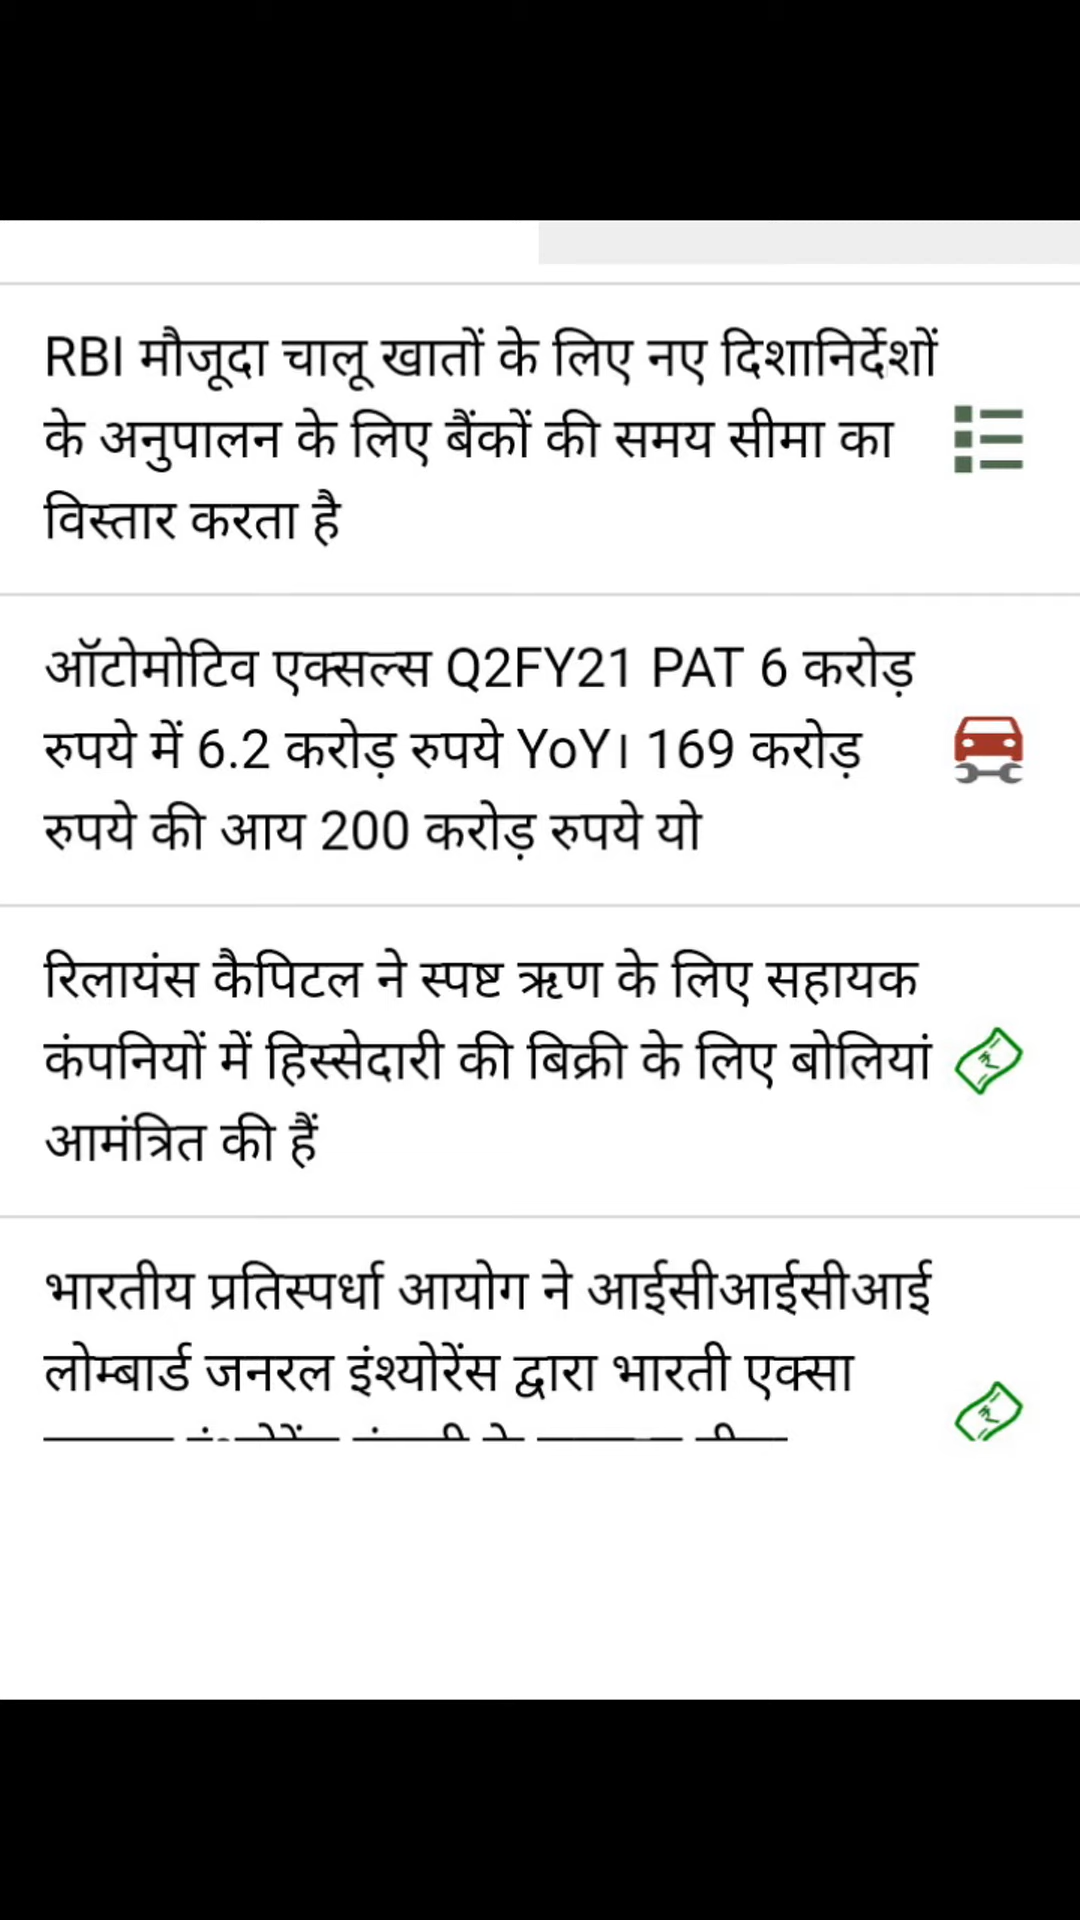 RBI मौजूदा चालू खातों के लिए नए दिशानिर्देशों
के अनुपालन के लिए बैंकों की समय सीमा का
विस्तार करता है
ऑटोमोटिव एक्सल्स Q2FY21 PAT 6 करोड़
रुपये में 6.2 करोड़ रुपये YoY। 169 करोड़
रुपये की आय 200 करोड़ रुपये यो
रिलायंस कैपिटल ने स्पष्ट ऋण के लिए सहायक
कंपनियों में हिस्सेदारी की बिक्री के लिए बोलियां
आमंत्रित की हैं
भारतीय प्रतिस्पर्धा आयोग ने आईसीआईसीआई
लोम्बार्ड जनरल इंश्योरेंस द्वारा भारती एक्सा